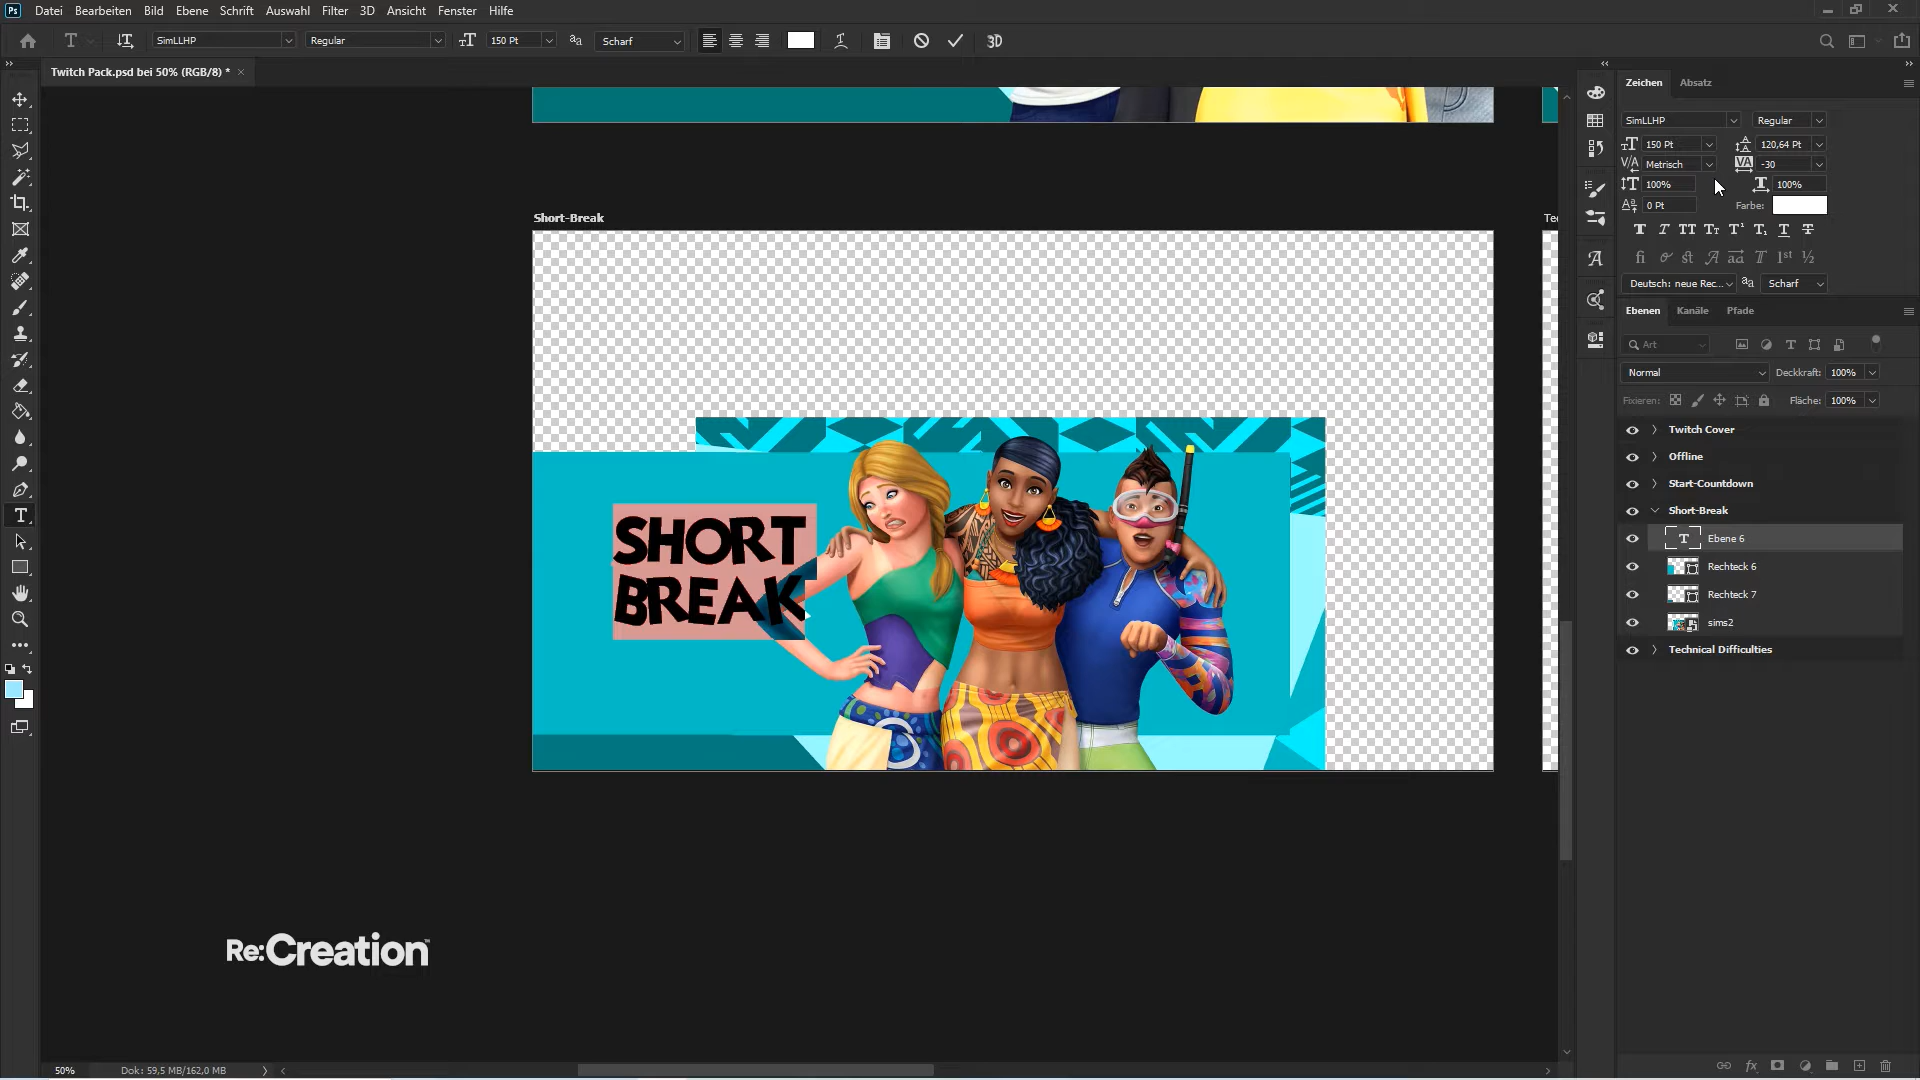 Ps Datei Bearbeiten Bild Ebene Schrift Auswahl Filter 3D Ansicht Fenster Hilfe
SimLLHP Regular 150 Pt Scharf 3D
Twitch Pack.psd bei 50% (RGB/8) *
Zeichen Absatz
SimLLHP Regular
150 Pt 120,64 Pt
Metrisch -30
100% 100%
0 Pt Farbe:
Deutsch: neue Rec... Scharf
Ebenen Kanäle Pfade
Art
Normal Deckkraft: 100%
Fixieren: Fläche: 100%
Twitch Cover
Offline
Start-Countdown
Short-Break
Ebene 6
Rechteck 6
Rechteck 7
sims2
Technical Difficulties
Short-Break
SHORT
BREAK
Re:Creation™
50% Dok: 59,5 MB/162,0 MB